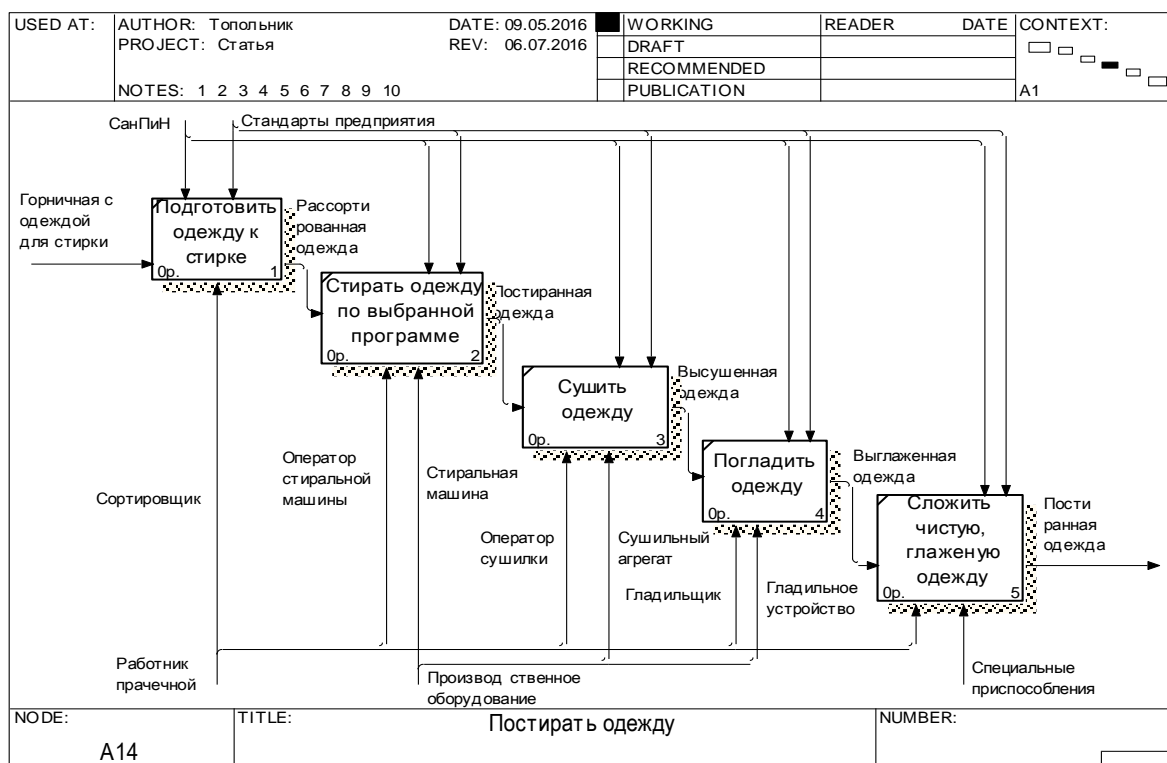 USED AT:
AUTHOR: Топольник
DATE: 09.05.2016
PROJECT: Статья
REV: 06.07.2016
NOTES: 1 2 3 4 5 6 7 8 9 10
WORKING
DRAFT
RECOMMENDED
PUBLICATION
READER
DATE
CONTEXT:
A1
СанПиН
Стандарты предприятия
Горничная с
одеждой
для стирки
Подготовить
одежду к
стирке
0р.
1
Рассорти
рованная
одежда
Стирать одежду
по выбранной
программе
0р.
2
Постиранная
одежда
Сушить
одежду
0р.
3
Высушенная
одежда
Погладить
одежду
0р.
4
Выглаженная
одежда
Сложить
чистую,
глаженую
одежду
0р.
5
Пости
ранная
одежда
Сортировщик
Оператор
стиральной
машины
Стиральная
машина
Оператор
сушилки
Сушильный
агрегат
Гладильщик
Гладильное
устройство
Работник
прачечной
Производ ственное
оборудование
Специальные
приспособления
NODE:
A14
TITLE:
Постирать одежду
NUMBER: